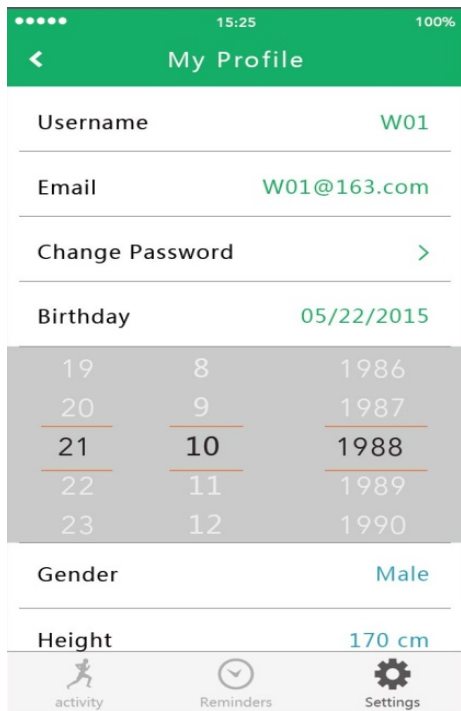 15:25 100%
My Profile
Username W01
Email W01@163.com
Change Password >
Birthday 05/22/2015
19 8 1986
20 9 1987
21 10 1988
22 11 1989
23 12 1990
Gender Male
Height 170 cm
activity Reminders Settings